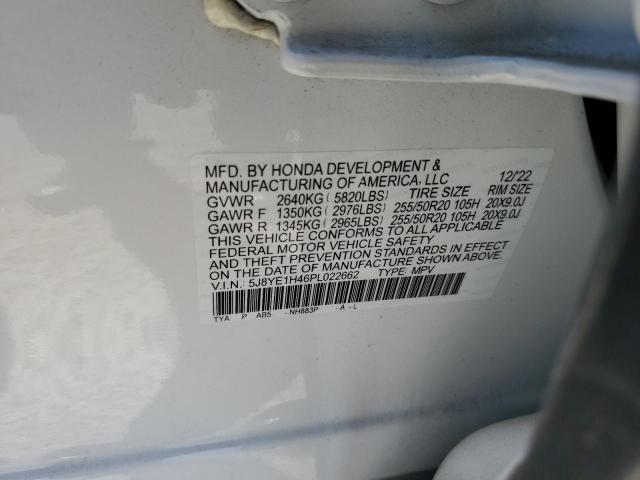 MFD. BY HONDA DEVELOPMENT &
MANUFACTURING OF AMERICA, LLC 12/22
GVWR 2640KG ( 5820LBS) TIRE SIZE RIM SIZE
GAWR F 1350KG ( 2976LBS) 255/50R20 105H 20X9.0J
GAWR R 1345KG ( 2965LBS) 255/50R20 105H 20X9.0J
THIS VEHICLE CONFORMS TO ALL APPLICABLE
FEDERAL MOTOR VEHICLE SAFETY
AND THEFT PREVENTION STANDARDS IN EFFECT
ON THE DATE OF MANUFACTURE SHOWN ABOVE.
V.I.N.: 5J8YE1H46PL022662 TYPE: MPV
TYA P AB5 -NH883P -A-L